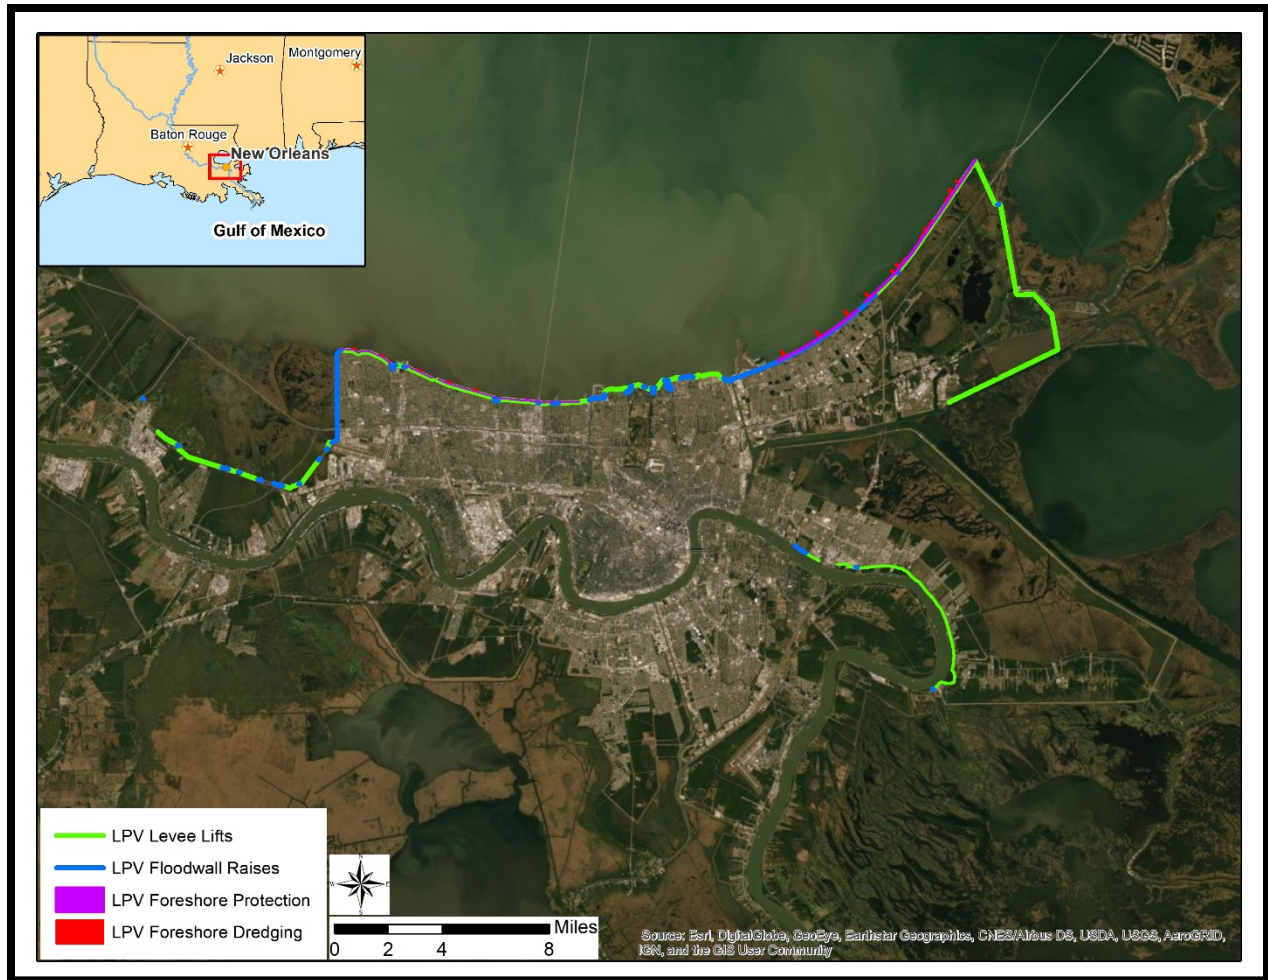 Jackson
Montgomery
Baton Rouge
New Orleans
Gulf of Mexico
LPV Levee Lifts
LPV Floodwall Raises
LPV Foreshore Protection
LPV Foreshore Dredging
N
W
E
S
Miles
0 2 4 8
Source: Esri, DigitalGlobe, GeoEye, Earthstar Geographics, CNES/Airbus DS, USDA, USGS, AeroGRID,
IGN, and the GIS User Community